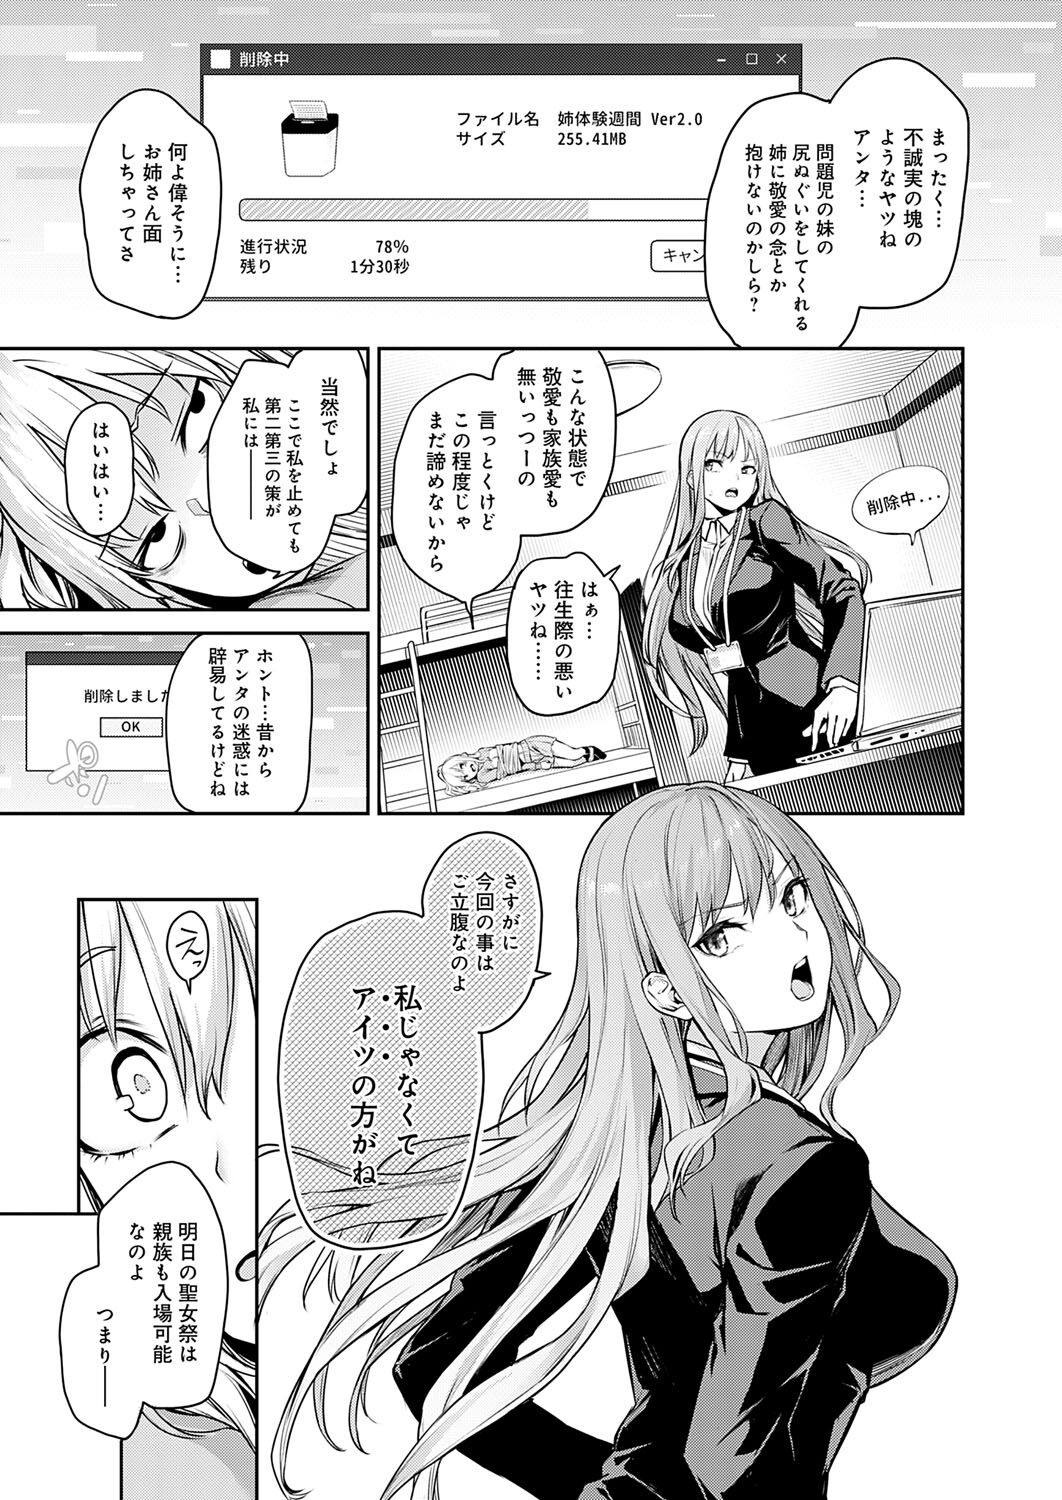 まったく…
不誠実の塊の
ようなヤツね
アンタ…
問題児の妹の
尻ぬぐいをしてくれる
姉に敬愛の念とか
抱けないのかしら？
削除中
ファイル名 姉体験週間 Ver2.0
サイズ 255.41MB
進行状況 78%
残り 1分30秒
キャン
何よ偉そうに…
お姉さん面
しちゃってさ
削除中...
こんな状態で
敬愛も家族愛も
無いっつーの
言っとくけど
この程度じゃ
まだ諦めないから
はぁ…
往生際の悪い
ヤツね……
当然でしょ
ここで私を止めても
第二第三の策が
私には──
はいはい…
ホント…昔から
アンタの迷惑には
辟易してるけどね
削除しました
OK
ﾋﾟﾛﾝ!
さすがに
今回の事は
ご立腹なのよ
私じゃなくて
アイツの方がね
えっ
明日の聖女祭は
親族も入場可能
なのよ
つまり──